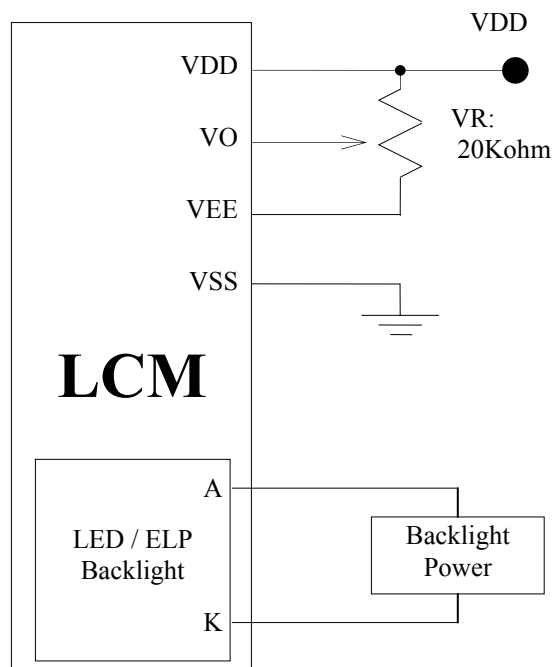 VDD
VDD
VR:
20Kohm
VO
VEE
VSS
LCM
A
LED / ELP
Backlight
Backlight
Power
K